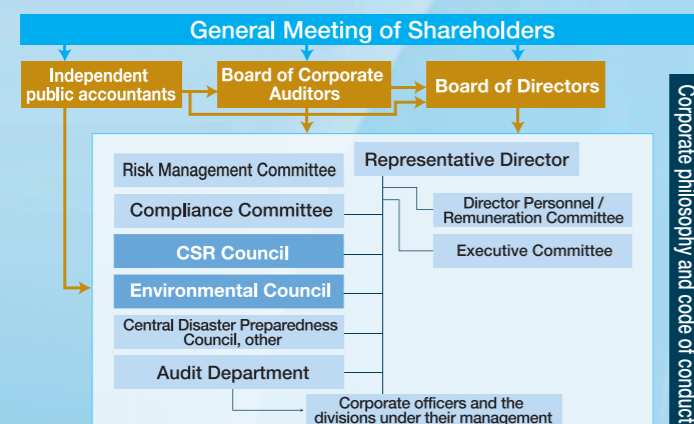 General Meeting of Shareholders
Independent
public accountants
Board of Corporate
Auditors
Board of Directors
Risk Management Committee
Representative Director
Compliance Committee
Director Personnel /
Remuneration Committee
CSR Council
Executive Committee
Environmental Council
Central Disaster Preparedness
Council, other
Audit Department
Corporate officers and the
divisions under their management
Corporate philosophy and code of conduct